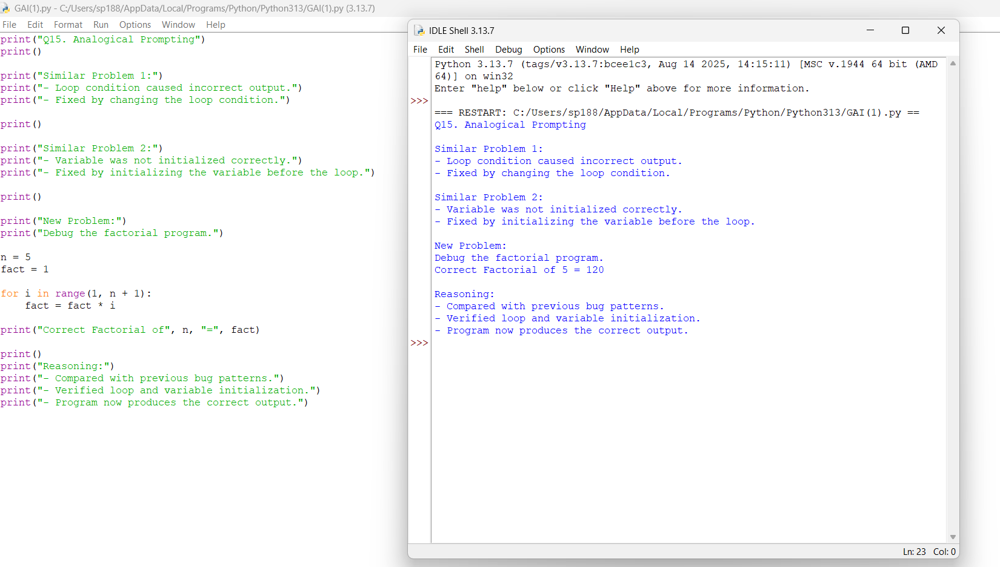 GAI(1).py - C:/Users/sp188/AppData/Local/Programs/Python/Python313/GAI(1).py (3.13.7)
File Edit Format Run Options Window Help
print("Q15. Analogical Prompting")
print()
print("Similar Problem 1:")
print("- Loop condition caused incorrect output.")
print("- Fixed by changing the loop condition.")
print()
print("Similar Problem 2:")
print("- Variable was not initialized correctly.")
print("- Fixed by initializing the variable before the loop.")
print()
print("New Problem:")
print("Debug the factorial program.")
n = 5
fact = 1
for i in range(1, n + 1):
    fact = fact * i
print("Correct Factorial of", n, "=", fact)
print()
print("Reasoning:")
print("- Compared with previous bug patterns.")
print("- Verified loop and variable initialization.")
print("- Program now produces the correct output.")
IDLE Shell 3.13.7
File Edit Shell Debug Options Window Help
Python 3.13.7 (tags/v3.13.7:bcee1c3, Aug 14 2025, 14:15:11) [MSC v.1944 64 bit (AMD
64)] on win32
Enter "help" below or click "Help" above for more information.
>>>
=== RESTART: C:/Users/sp188/AppData/Local/Programs/Python/Python313/GAI(1).py ==
Q15. Analogical Prompting
Similar Problem 1:
- Loop condition caused incorrect output.
- Fixed by changing the loop condition.
Similar Problem 2:
- Variable was not initialized correctly.
- Fixed by initializing the variable before the loop.
New Problem:
Debug the factorial program.
Correct Factorial of 5 = 120
Reasoning:
- Compared with previous bug patterns.
- Verified loop and variable initialization.
- Program now produces the correct output.
>>>
Ln: 23 Col: 0